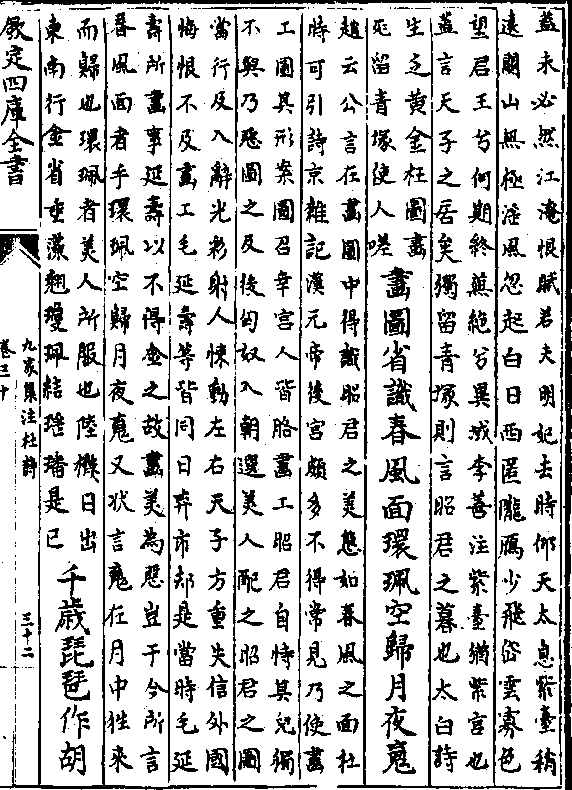 蓋未必然江淹恨賦若夫明妃去時仰天太息紫臺稍
遠關山無極淫風忽起白日西匿隴鴈少飛岱雲寡色
望君王兮何期終蕪絶兮異域李善注紫臺猶紫宫也
蓋言天子之居矣獨留青塚則言昭君之墓也太白詩
生乏黄金枉圖畫
死留青塚使人嗟
畫圖省識春風面環珮空歸月夜䰟
趙云公言在畫圖中得識昭君之美態如春風之面杜
時可引詩京雜記漢元帝後宫頗多不得常見乃使畫
工圖其形案圖召幸宫人皆賂畫工昭君自恃其皃獨
不與乃惡圖之及後匈奴入朝選美人配之昭君之圖
當行及入辭光彩射人悚動左右天子方重失信外國
悔恨不及畫工毛延壽等皆同日弃市却是當時毛延
壽所畫事延壽以不得金之故畫美為惡豈于今所言
春風面者乎環珮空歸月夜䰟又状言䰟在月中徃來
而歸也環珮者美人所服也陸機日出
東南行金雀垂藻翹瓊珮結瑤璠是已
千歳琵琶作胡
欽定四庫全書
九家集注杜詩
卷三十
三十二